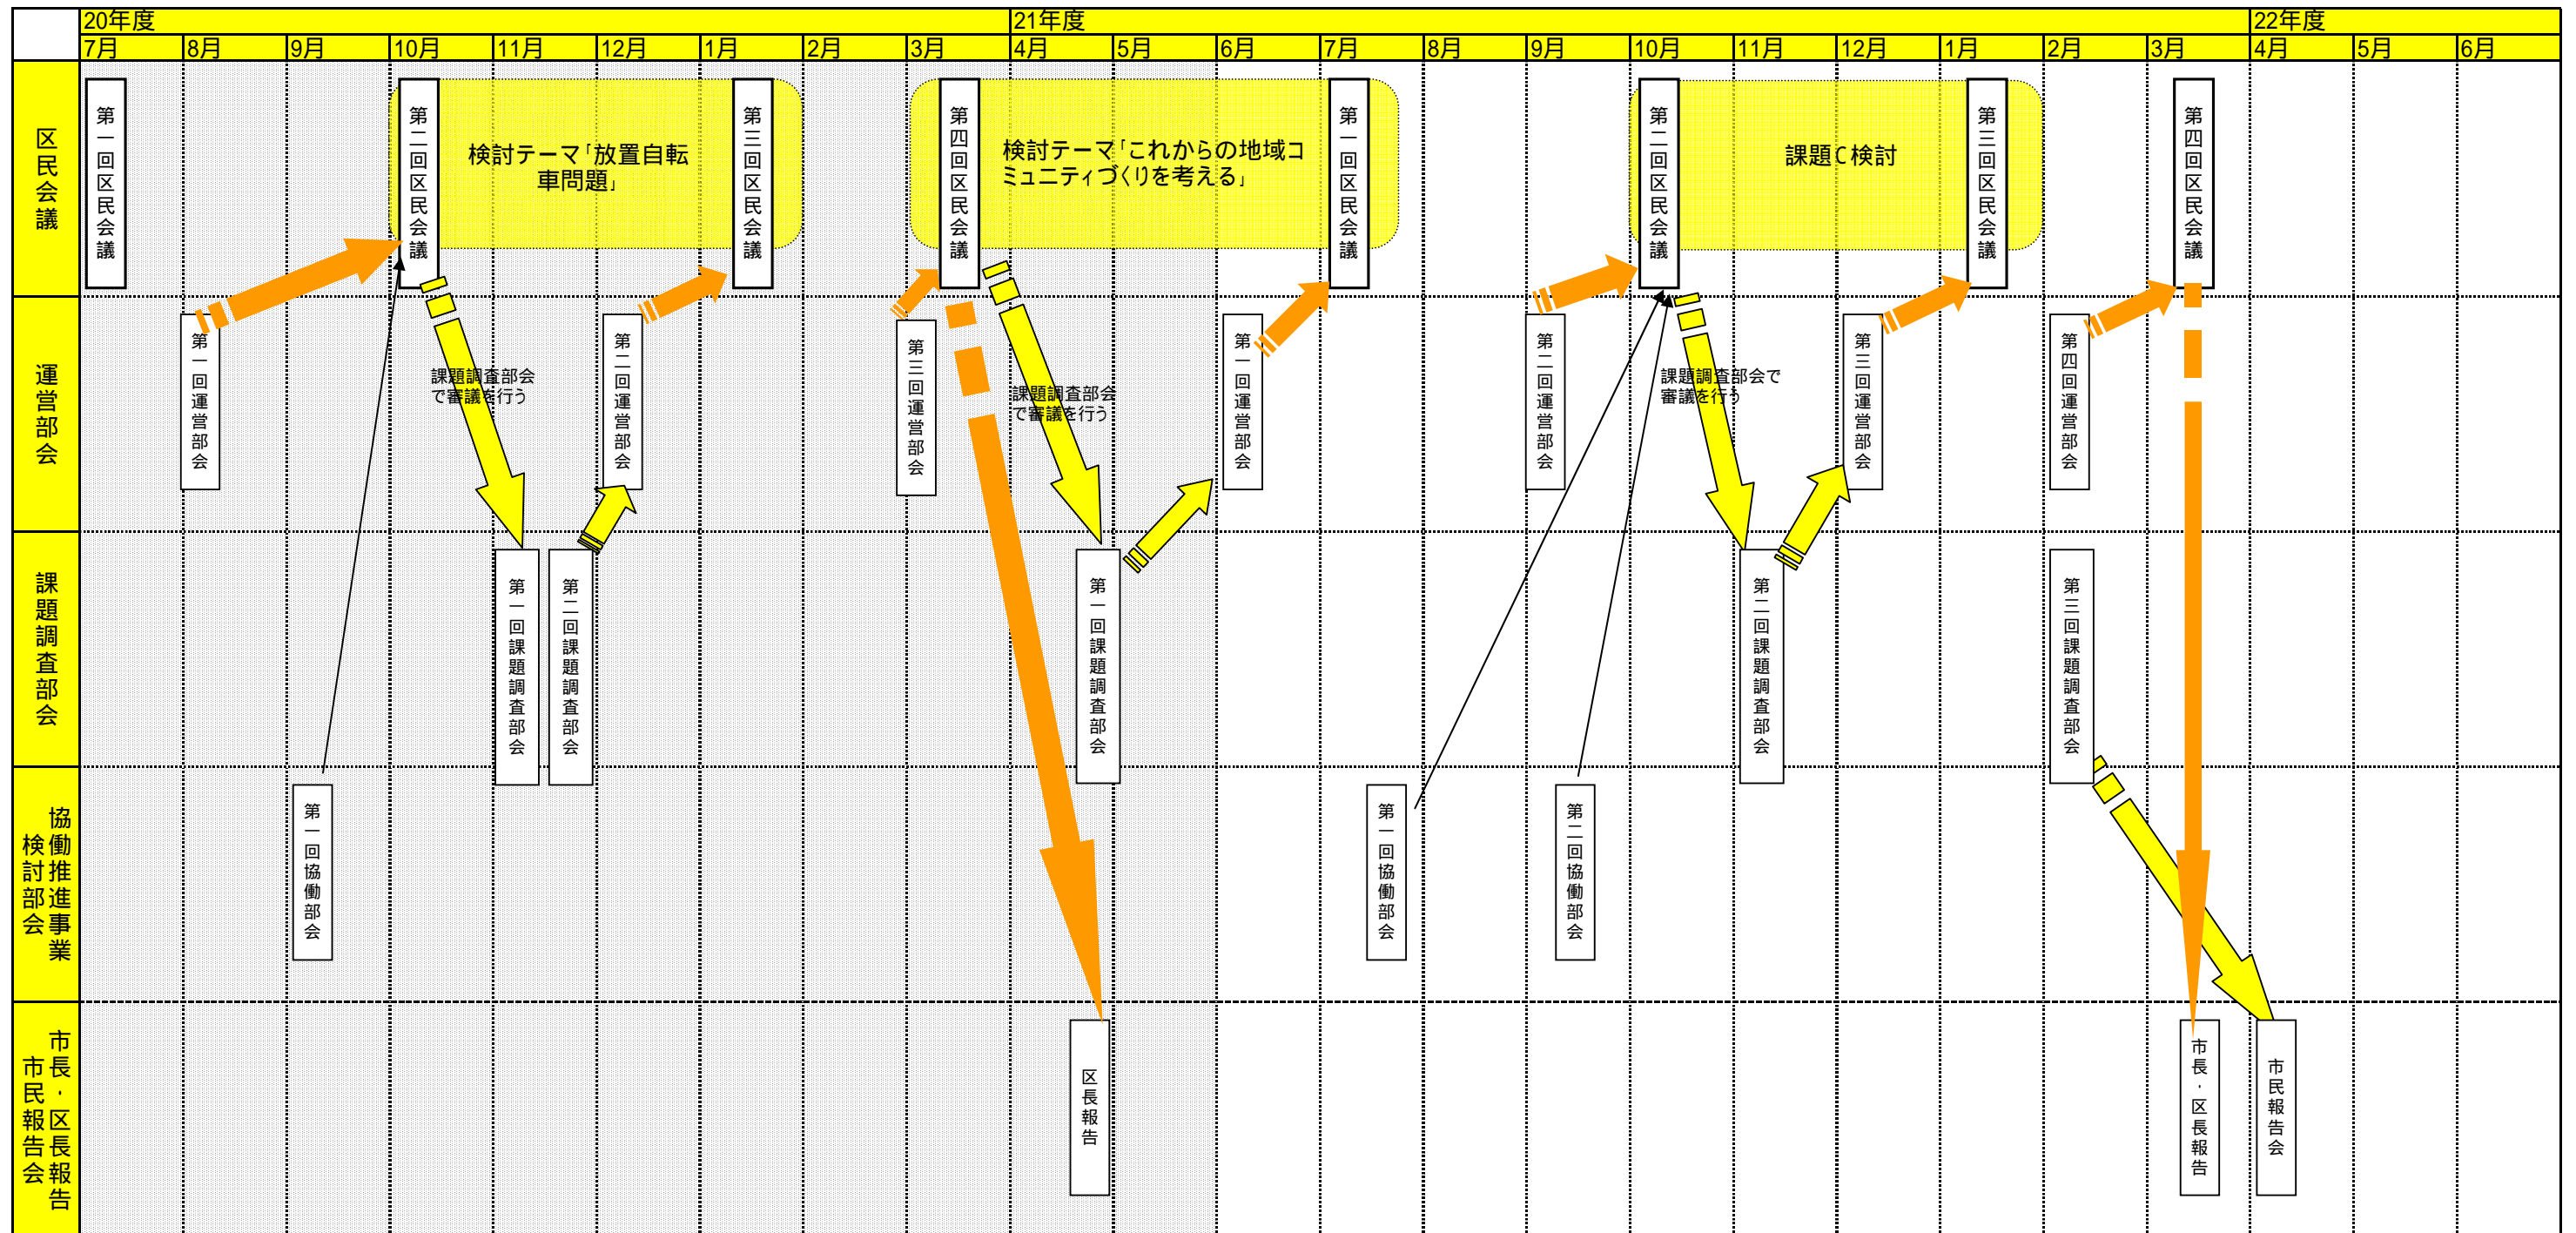 20年度
21年度
22年度
7月
8月
9月
10月
11月
12月
1月
2月
3月
4月
5月
6月
7月
8月
9月
10月
11月
12月
1月
2月
3月
4月
5月
6月
区民会議
第一回区民会議
第二回区民会議
検討テーマ「放置自転
車問題」
第三回区民会議
第四回区民会議
検討テーマ「これからの地域コ
ミュニティづくりを考える」
第一回区民会議
第二回区民会議
課題C検討
第三回区民会議
第四回区民会議
運営部会
第一回運営部会
課題調査部会
で審議を行う
第二回運営部会
第三回運営部会
課題調査部会
で審議を行う
第一回運営部会
第二回運営部会
課題調査部会で
審議を行う
第三回運営部会
第四回運営部会
課題調査部会
第一回課題調査部会
第二回課題調査部会
第一回課題調査部会
第二回課題調査部会
第三回課題調査部会
協働推進事業
検討部会
第一回協働部会
第一回協働部会
第二回協働部会
市長・区長報告
市民報告会
区長報告
市長・区長報告
市民報告会